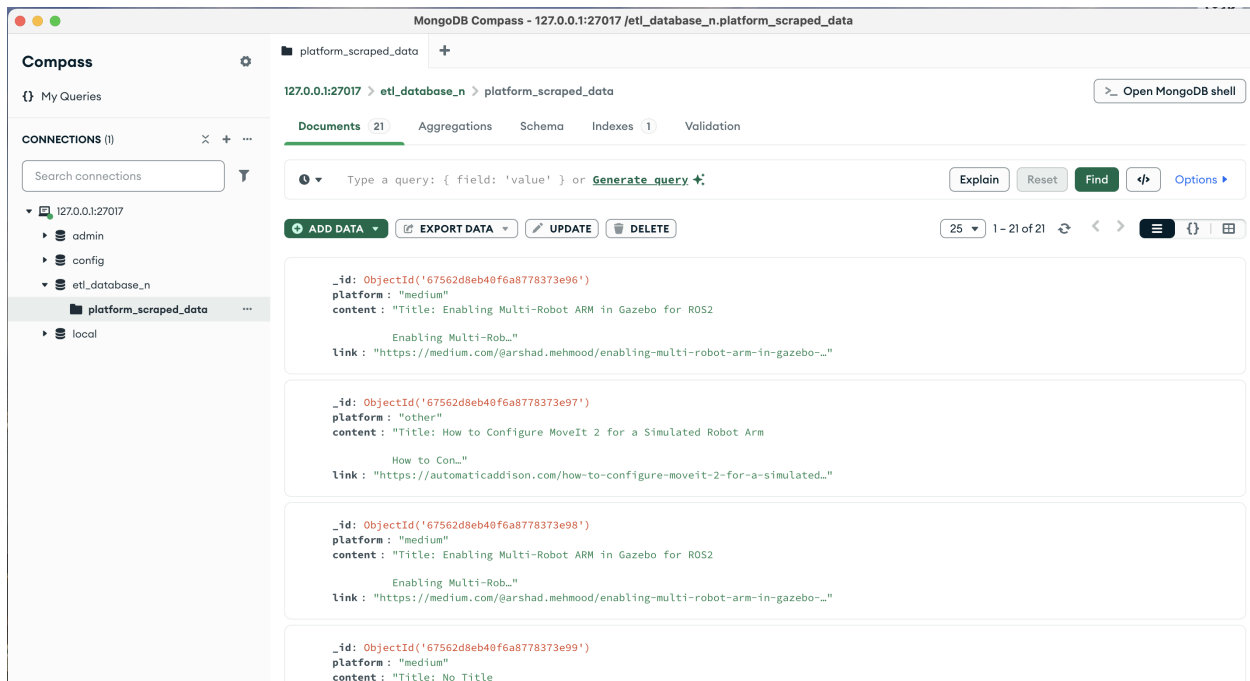 MongoDB Compass - 127.0.0.1:27017 /etl_database_n.platform_scraped_data
Compass
{} My Queries
CONNECTIONS (1)
Search connections
127.0.0.1:27017
admin
config
etl_database_n
platform_scraped_data
local
platform_scraped_data
127.0.0.1:27017 > etl_database_n > platform_scraped_data
>_ Open MongoDB shell
Documents 21 Aggregations Schema Indexes 1 Validation
Type a query: { field: 'value' } or Generate query
Explain Reset Find </> Options
ADD DATA EXPORT DATA UPDATE DELETE
25 1 – 21 of 21 {}
_id: ObjectId('67562d8eb40f6a8778373e96')
platform : "medium"
content : "Title: Enabling Multi-Robot ARM in Gazebo for ROS2
Enabling Multi-Rob…"
link : "https://medium.com/@arshad.mehmood/enabling-multi-robot-arm-in-gazebo-…"
_id: ObjectId('67562d8eb40f6a8778373e97')
platform : "other"
content : "Title: How to Configure MoveIt 2 for a Simulated Robot Arm
How to Con…"
link : "https://automaticaddison.com/how-to-configure-moveit-2-for-a-simulated…"
_id: ObjectId('67562d8eb40f6a8778373e98')
platform : "medium"
content : "Title: Enabling Multi-Robot ARM in Gazebo for ROS2
Enabling Multi-Rob…"
link : "https://medium.com/@arshad.mehmood/enabling-multi-robot-arm-in-gazebo-…"
_id: ObjectId('67562d8eb40f6a8778373e99')
platform : "medium"
content : "Title: No Title